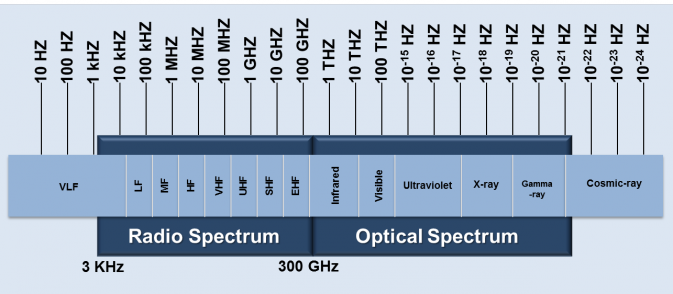 10 HZ
100 HZ
1 kHZ
10 kHZ
100 kHZ
1 MHZ
10 MHZ
100 MHZ
1 GHZ
10 GHZ
100 GHZ
1 THZ
10 THZ
100 THZ
10⁻¹⁵ HZ
10⁻¹⁶ HZ
10⁻¹⁷ HZ
10⁻¹⁸ HZ
10⁻¹⁹ HZ
10⁻²⁰ HZ
10⁻²¹ HZ
10⁻²² HZ
10⁻²³ HZ
10⁻²⁴ HZ
VLF
LF
MF
HF
VHF
UHF
SHF
EHF
Infrared
Visible
Ultraviolet
X-ray
Gamma
-ray
Cosmic-ray
Radio Spectrum
Optical Spectrum
3 KHz
300 GHz